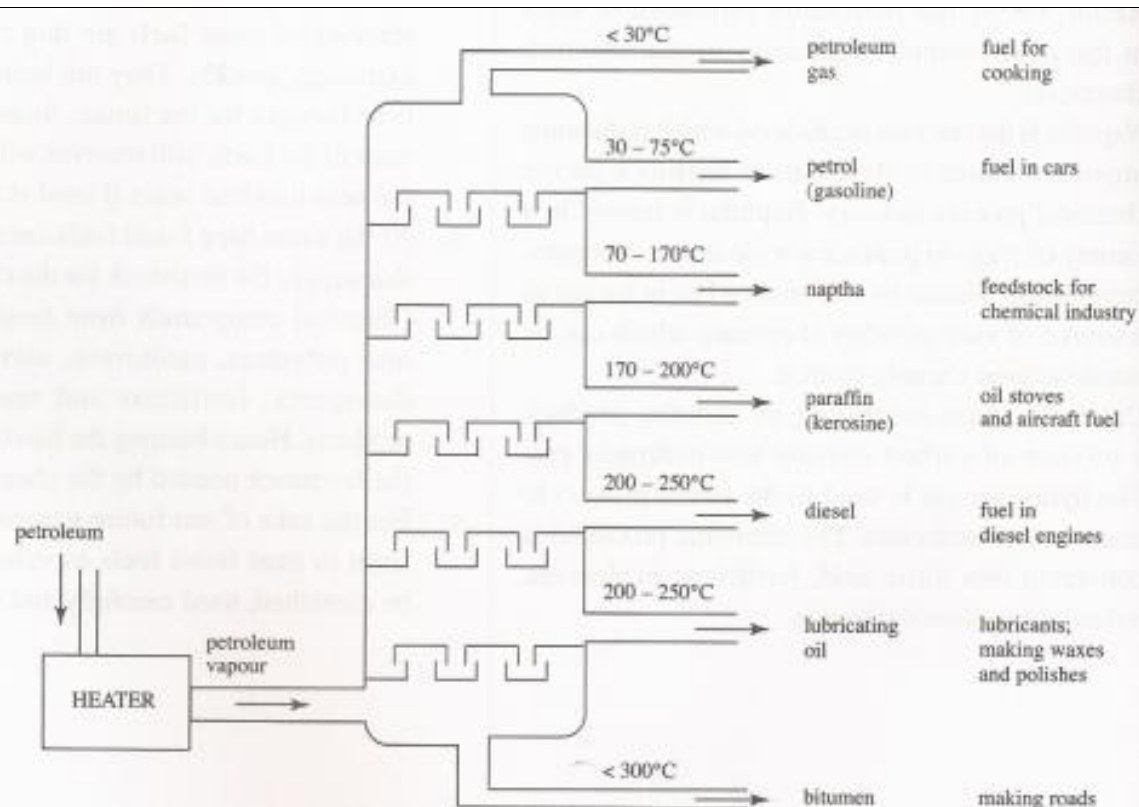 < 30°C
petroleum
gas
fuel for
cooking
30 – 75°C
petrol
(gasoline)
fuel in cars
70 – 170°C
naptha
feedstock for
chemical industry
170 – 200°C
paraffin
(kerosine)
oil stoves
and aircraft fuel
200 – 250°C
diesel
fuel in
diesel engines
200 – 250°C
lubricating
oil
lubricants;
making waxes
and polishes
petroleum
petroleum
vapour
HEATER
< 300°C
bitumen
making roads